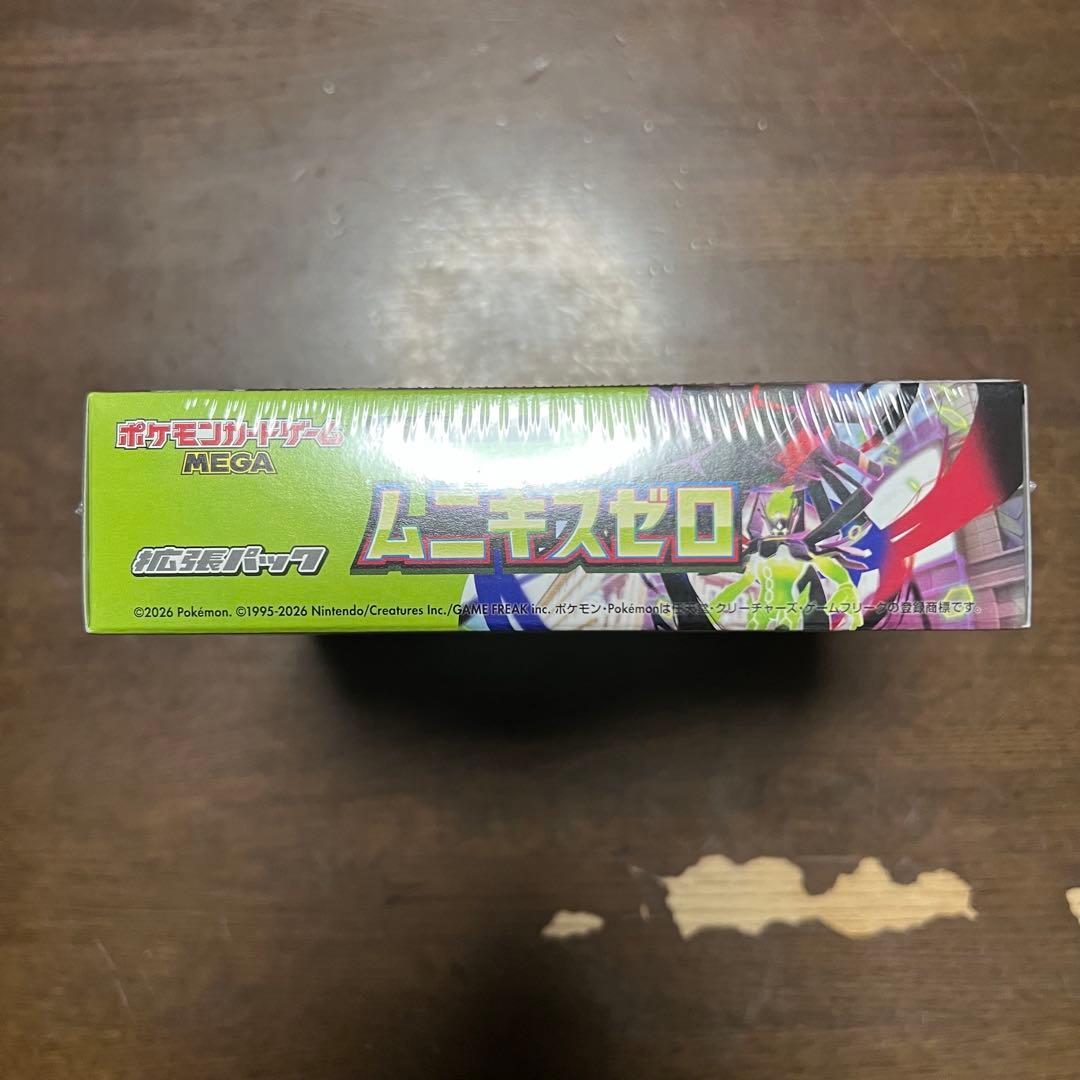 ポケモンカードゲーム
MEGA
ムニキスゼロ
拡張パック
©2026 Pokémon. ©1995-2026 Nintendo/Creatures Inc./GAME FREAK inc. ポケモン・Pokémonは任天堂・クリーチャーズ・ゲームフリークの登録商標です。